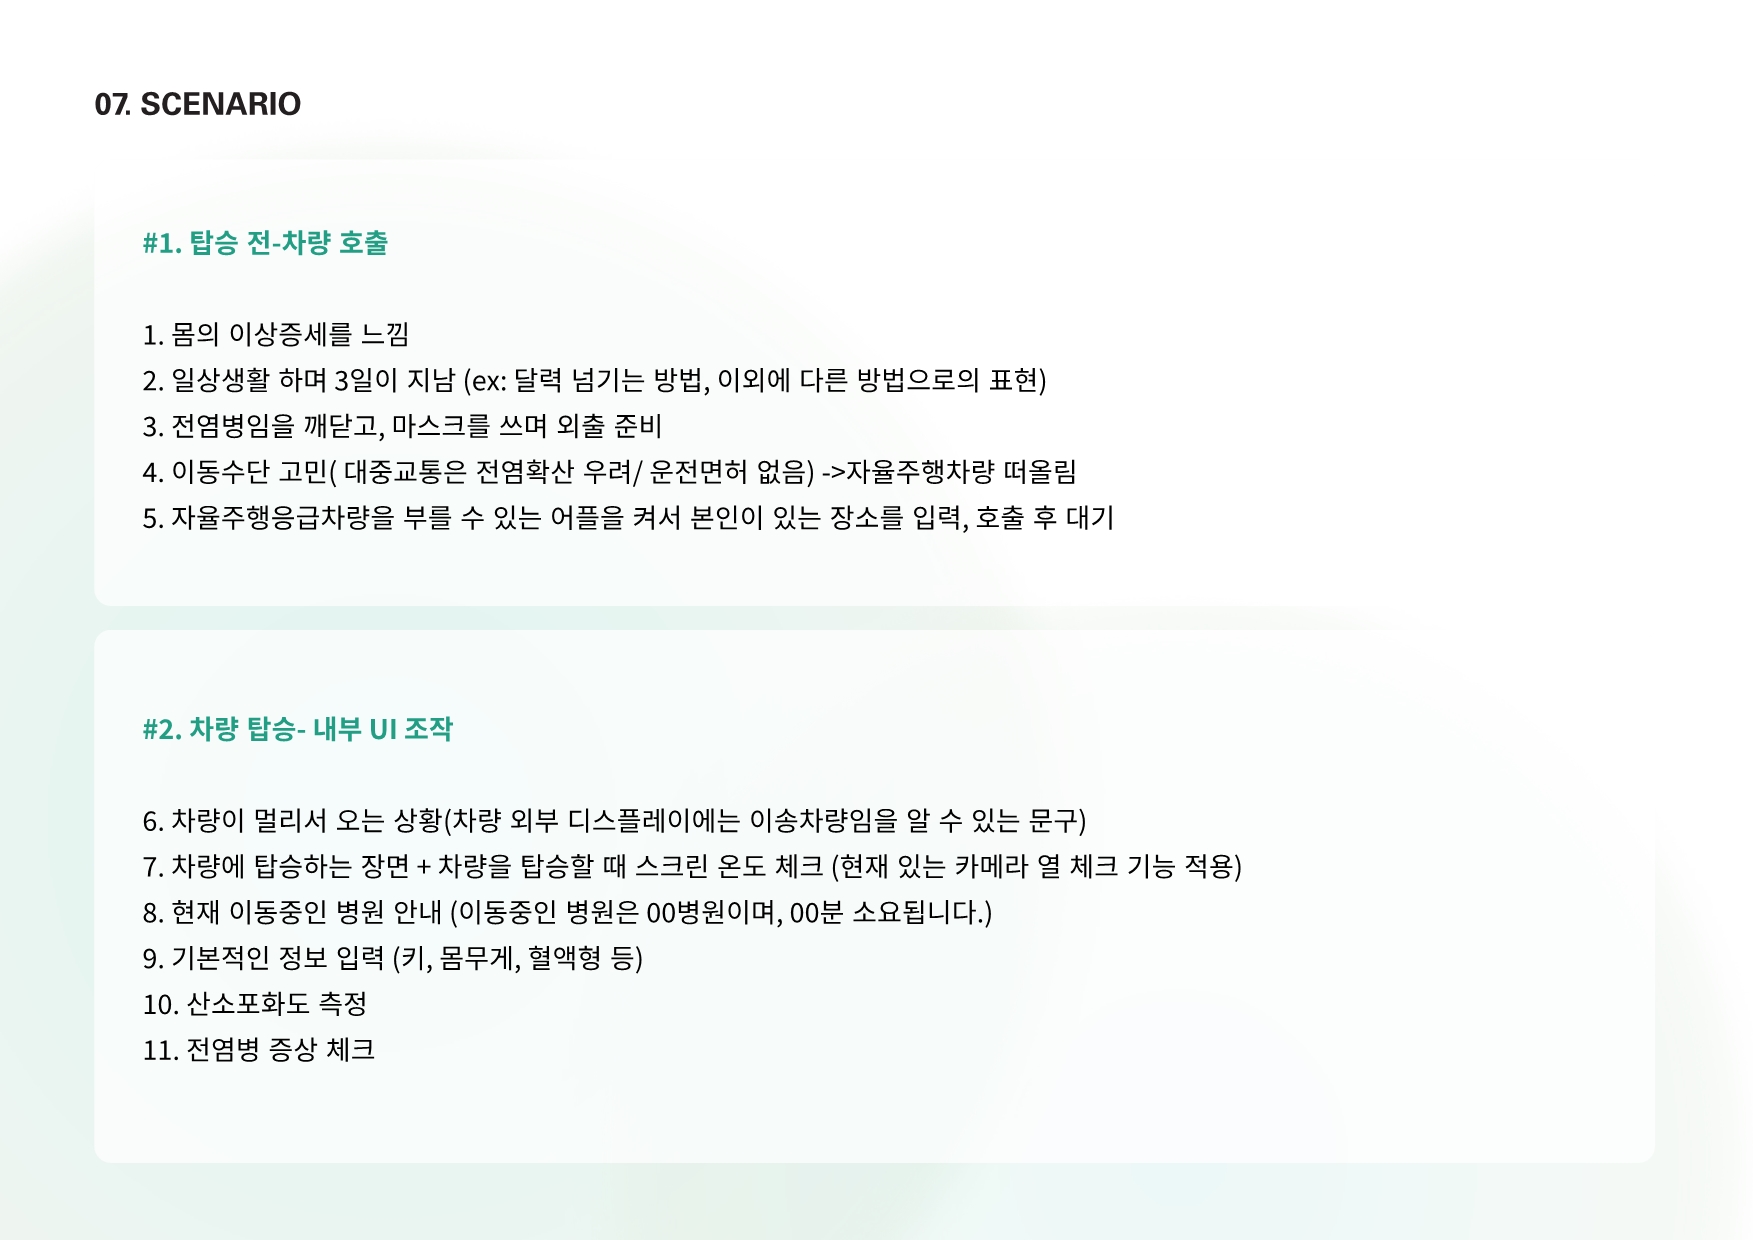 07. SCENARIO
#1. 탑승 전-차량 호출
1. 몸의 이상증세를 느낌
2. 일상생활 하며 3일이 지남 (ex: 달력 넘기는 방법, 이외에 다른 방법으로의 표현)
3. 전염병임을 깨닫고, 마스크를 쓰며 외출 준비
4. 이동수단 고민( 대중교통은 전염확산 우려/ 운전면허 없음) ->자율주행차량 떠올림
5. 자율주행응급차량을 부를 수 있는 어플을 켜서 본인이 있는 장소를 입력, 호출 후 대기
#2. 차량 탑승- 내부 UI 조작
6. 차량이 멀리서 오는 상황(차량 외부 디스플레이에는 이송차량임을 알 수 있는 문구)
7. 차량에 탑승하는 장면 + 차량을 탑승할 때 스크린 온도 체크 (현재 있는 카메라 열 체크 기능 적용)
8. 현재 이동중인 병원 안내 (이동중인 병원은 00병원이며, 00분 소요됩니다.)
9. 기본적인 정보 입력 (키, 몸무게, 혈액형 등)
10. 산소포화도 측정
11. 전염병 증상 체크